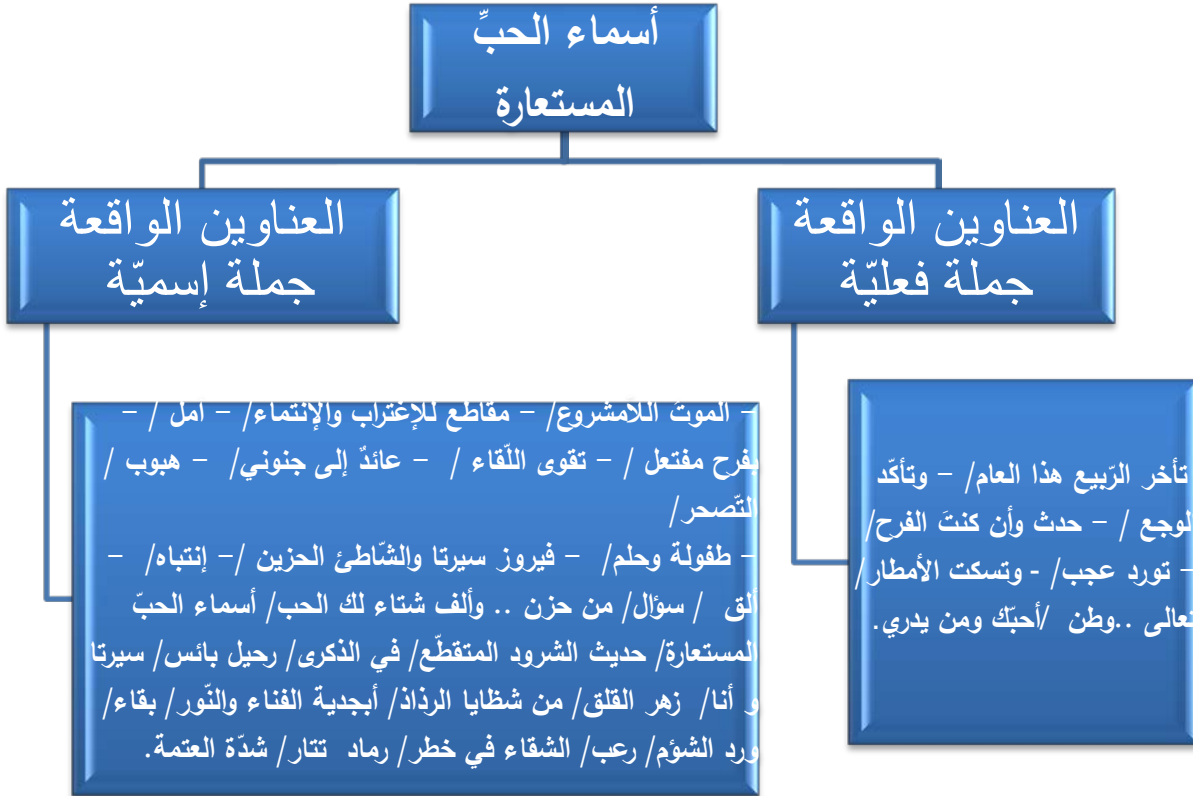 أسماء الحبِّ
المستعارة
العناوين الواقعة
جملة فعليّة
تأخر الرّبيع هذا العام/ – وتأكّد
الوجع / – حدث وأن كنتَ الفرح/
– تورد عجب/ - وتسكت الأمطار/
تعالى ..وطن /أحبّك ومن يدري.
العناوين الواقعة
جملة إسميّة
– الموت اللامشروع/ – مقاطع للإغتراب والإنتماء/ – أمل / –
بفرح مفتعل / – تقوى اللّقاء / – عائدٌ إلى جنوني/ – هبوب /
التّصحر/
– طفولة وحلم/ – فيروز سيرتا والشّاطئ الحزين /– إنتباه/ –
ألق / سؤال/ من حزن .. وألف شتاء لك الحب/ أسماء الحبّ
المستعارة/ حديث الشرود المتقطّع/ في الذكرى/ رحيل بائس/ سيرتا
و أنا/ زهر القلق/ من شظايا الرذاذ/ أبجدية الفناء والنّور/ بقاء/
ورد الشؤم/ رعب/ الشقاء في خطر/ رماد تتار/ شدّة العتمة.